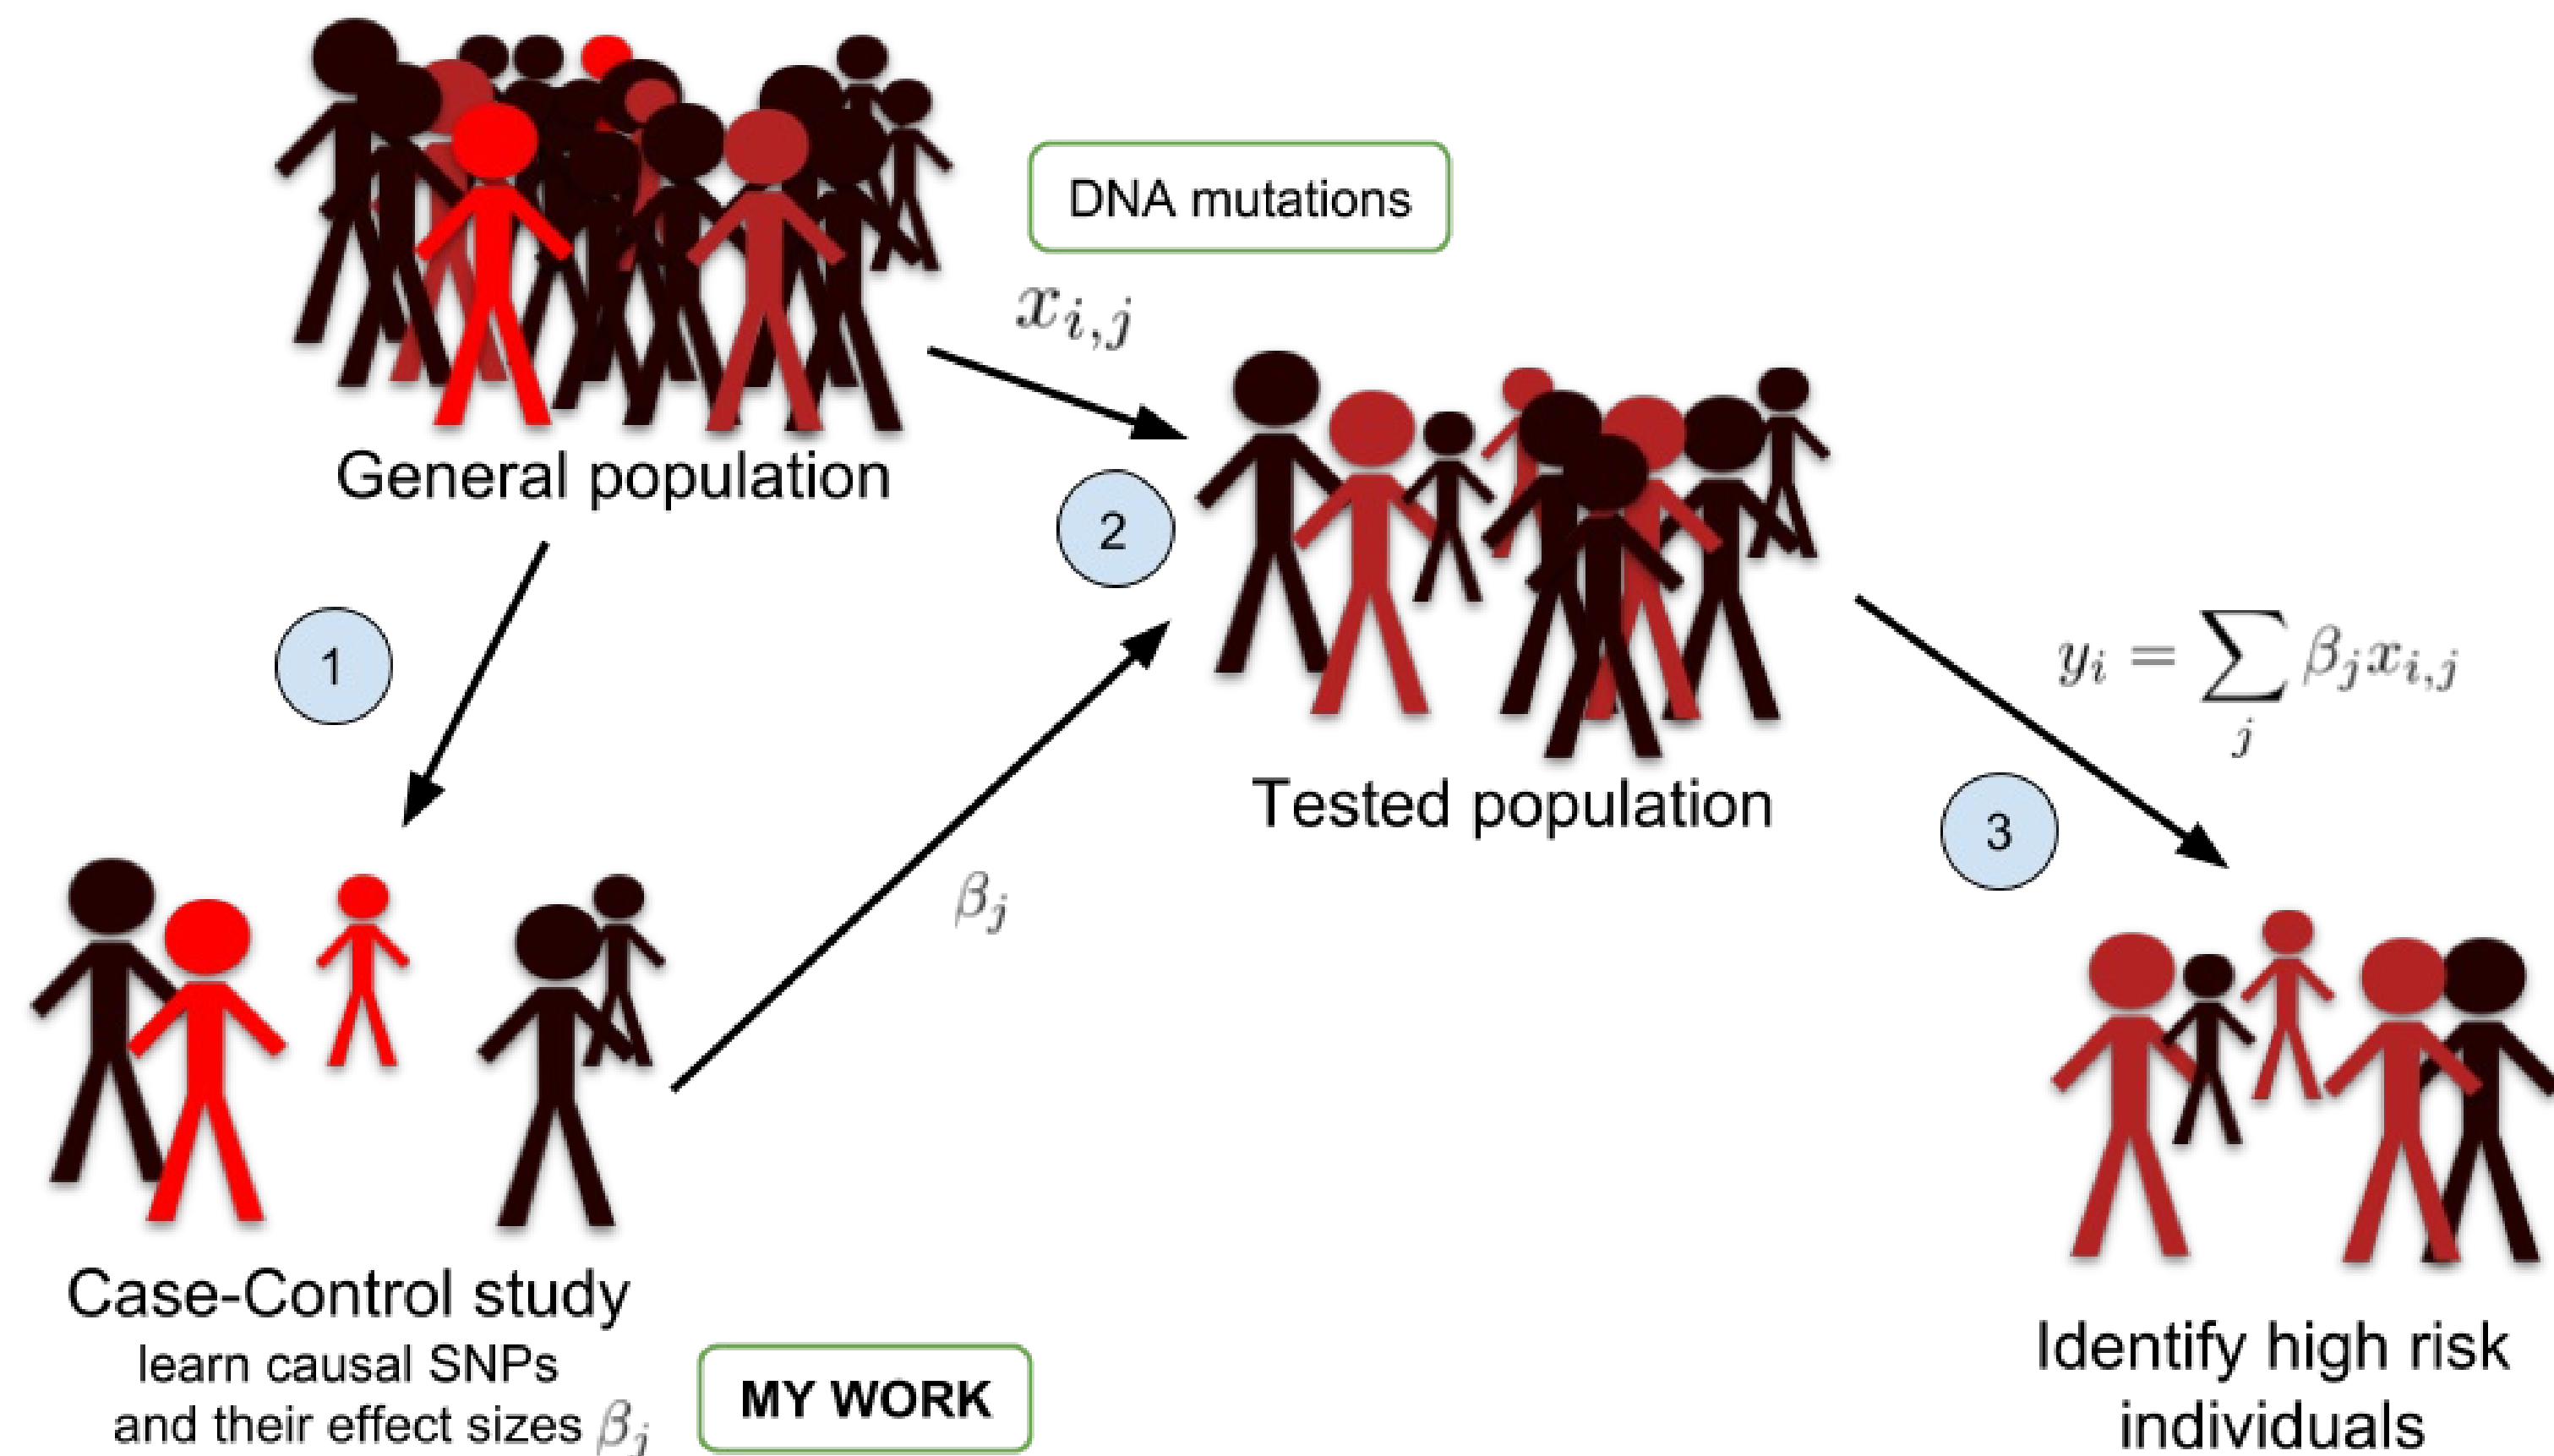 DNA mutations
x_{i,j}
General population
2
1
y_i = \sum_j \beta_j x_{i,j}
Tested population
3
β_j
Case-Control study
learn causal SNPs
and their effect sizes β_j
MY WORK
Identify high risk
individuals